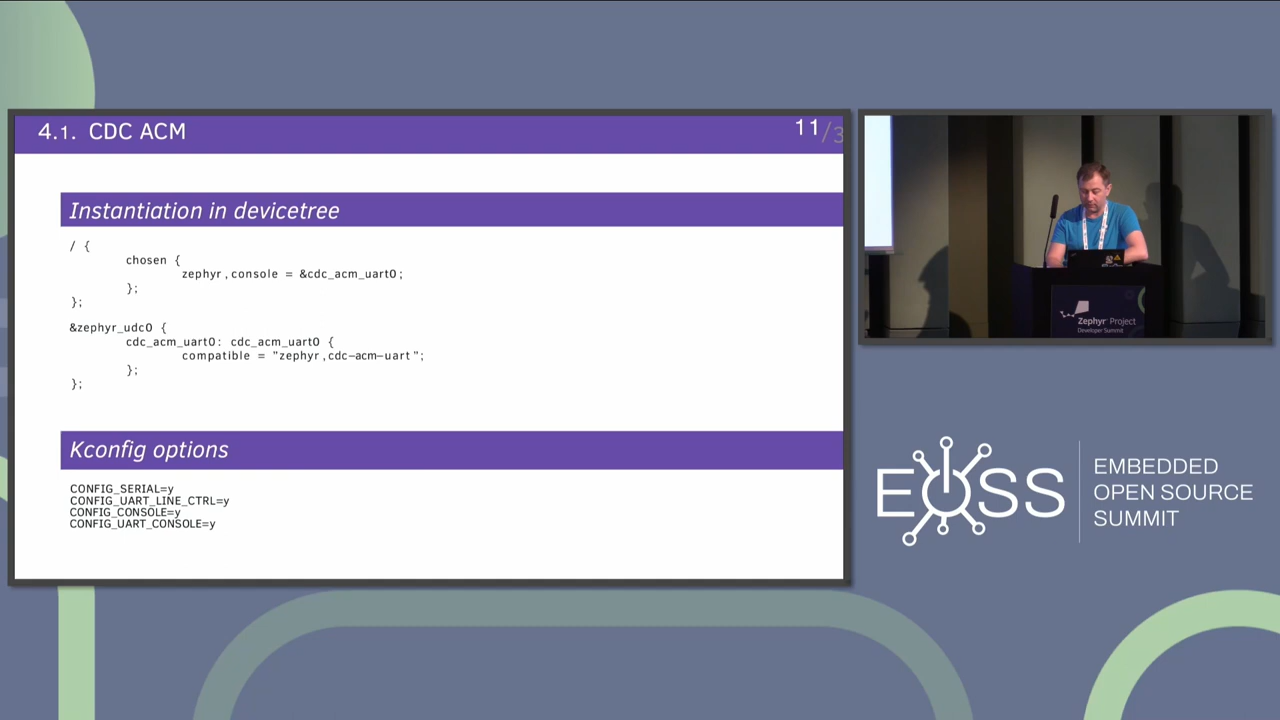 4.1. CDC ACM
11/3
Instantiation in devicetree
/ {
chosen {
zephyr,console = &cdc_acm_uart0;
};
};
&zephyr_udc0 {
cdc_acm_uart0: cdc_acm_uart0 {
compatible = "zephyr,cdc-acm-uart";
};
};
Kconfig options
CONFIG_SERIAL=y
CONFIG_UART_LINE_CTRL=y
CONFIG_CONSOLE=y
CONFIG_UART_CONSOLE=y
Zephyr Project
Developer Summit
EOSS
EMBEDDED
OPEN SOURCE
SUMMIT